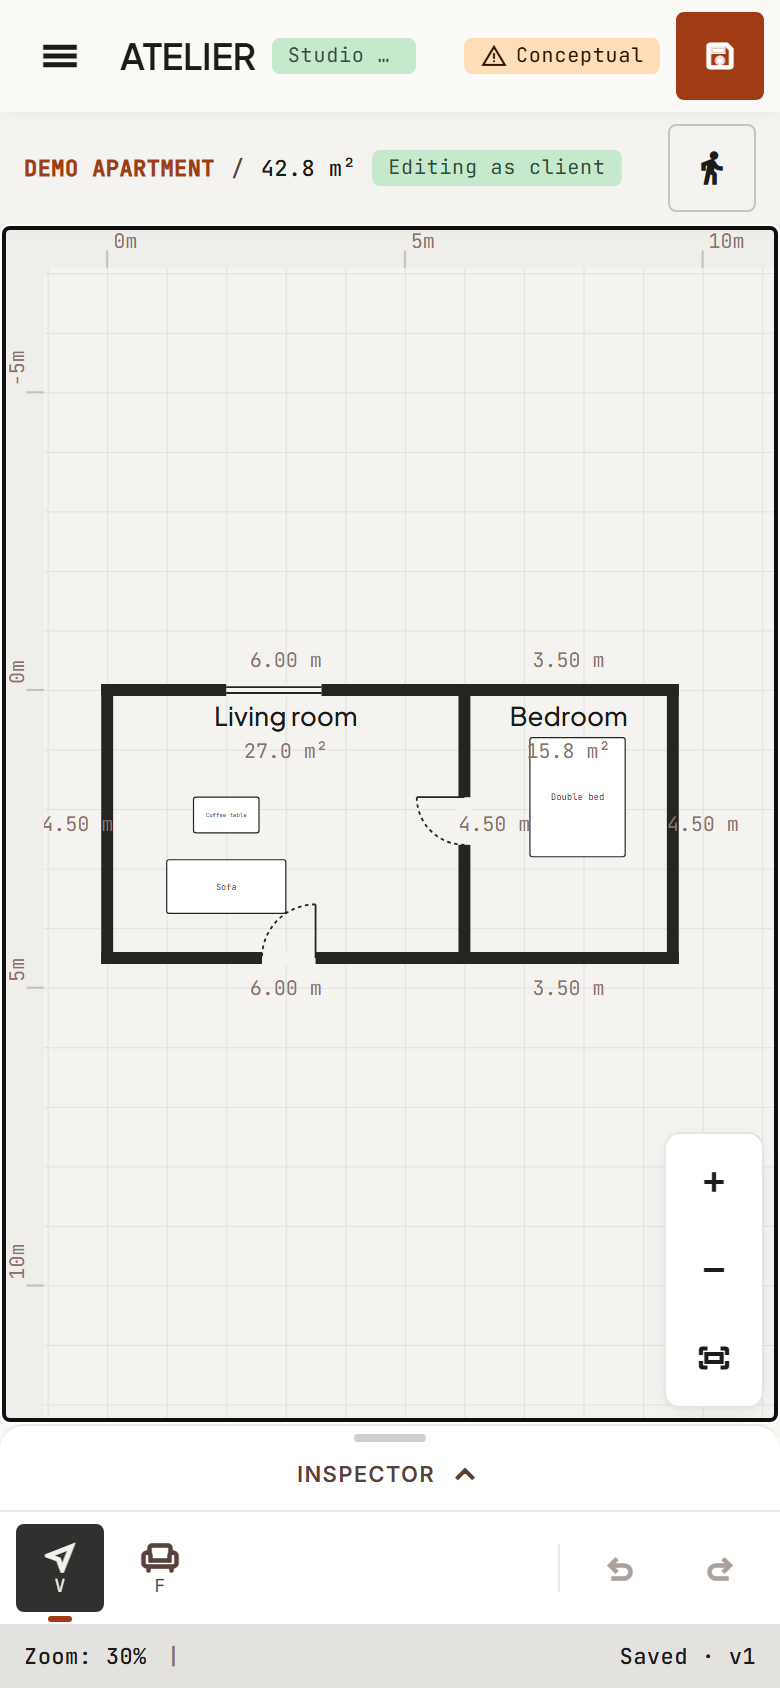 ATELIER Studio … Conceptual
DEMO APARTMENT / 42.8 m² Editing as client
0m 5m 10m
-5m
0m
5m
10m
6.00 m 3.50 m
Living room Bedroom
27.0 m² 15.8 m²
Double bed
Coffee table
4.50 m 4.50 m 4.50 m
Sofa
6.00 m 3.50 m
+
−
INSPECTOR
V F
Zoom: 30% |
Saved · v1